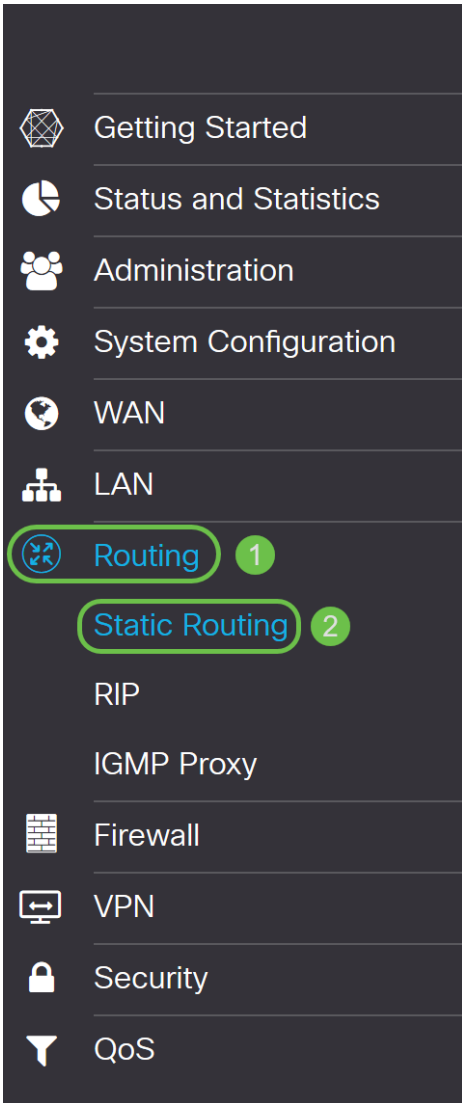 Getting Started
Status and Statistics
Administration
System Configuration
WAN
LAN
Routing 1
Static Routing 2
RIP
IGMP Proxy
Firewall
VPN
Security
QoS